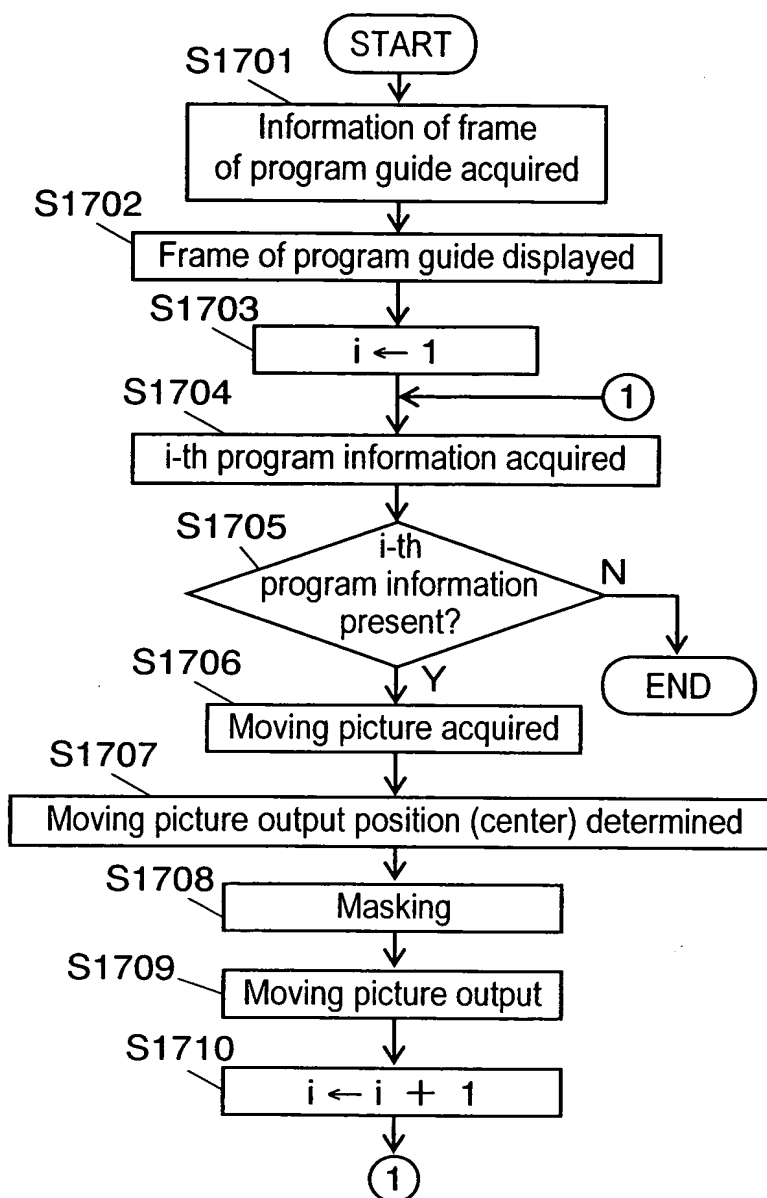 START
S1701
Information of frame
of program guide acquired
S1702
Frame of program guide displayed
S1703
i ← 1
S1704
1
i-th program information acquired
S1705
i-th
program information
present?
N
Y
END
S1706
Moving picture acquired
S1707
Moving picture output position (center) determined
S1708
Masking
S1709
Moving picture output
S1710
i ← i + 1
1